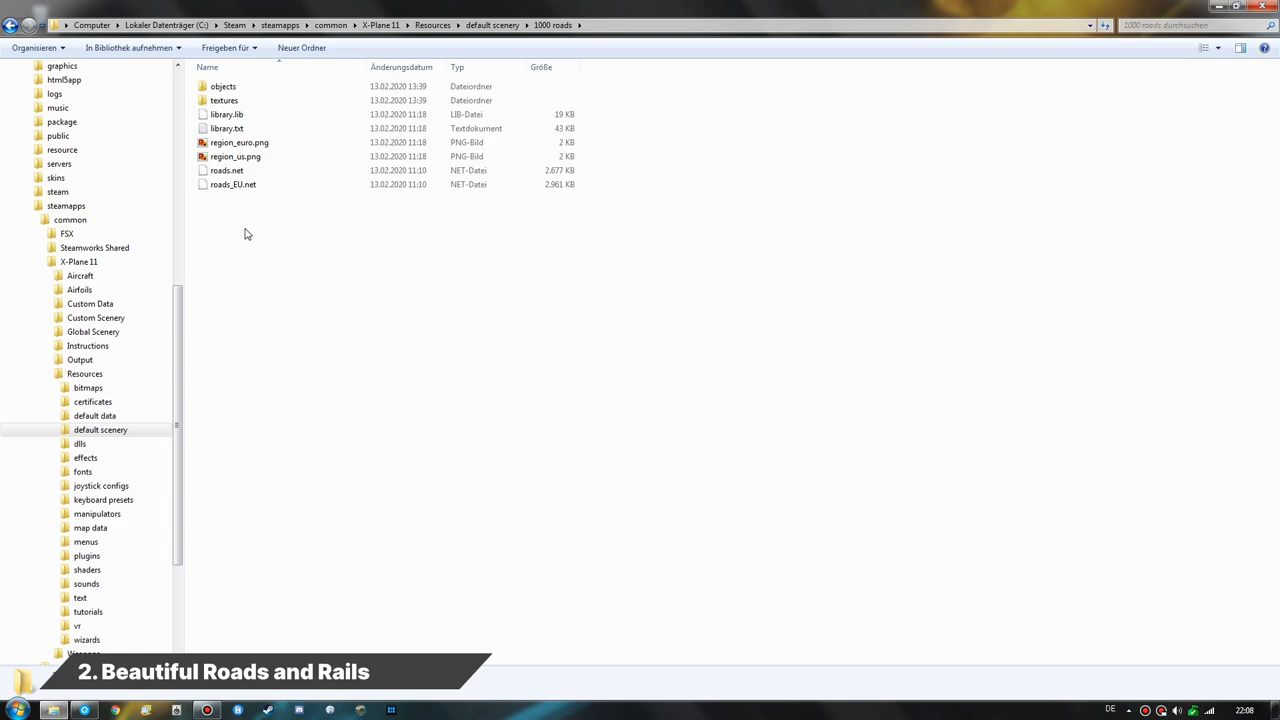 Computer ▸ Lokaler Datenträger (C:) ▸ Steam ▸ steamapps ▸ common ▸ X-Plane 11 ▸ Resources ▸ default scenery ▸ 1000 roads ▸
1000 roads durchsuchen
Organisieren In Bibliothek aufnehmen Freigeben für Neuer Ordner
graphics
html5app
logs
music
package
public
resource
servers
skins
steam
steamapps
common
FSX
Steamworks Shared
X-Plane 11
Aircraft
Airfoils
Custom Data
Custom Scenery
Global Scenery
Instructions
Output
Resources
bitmaps
certificates
default data
default scenery
dlls
effects
fonts
joystick configs
keyboard presets
manipulators
map data
menus
plugins
shaders
sounds
text
tutorials
vr
wizards
Name Änderungsdatum Typ Größe
objects 13.02.2020 13:39 Dateiordner
textures 13.02.2020 13:39 Dateiordner
library.lib 13.02.2020 11:18 LIB-Datei 19 KB
library.txt 13.02.2020 11:18 Textdokument 43 KB
region_euro.png 13.02.2020 11:18 PNG-Bild 2 KB
region_us.png 13.02.2020 11:18 PNG-Bild 2 KB
roads.net 13.02.2020 11:10 NET-Datei 2.677 KB
roads_EU.net 13.02.2020 11:10 NET-Datei 2.961 KB
2. Beautiful Roads and Rails
DE 22:08